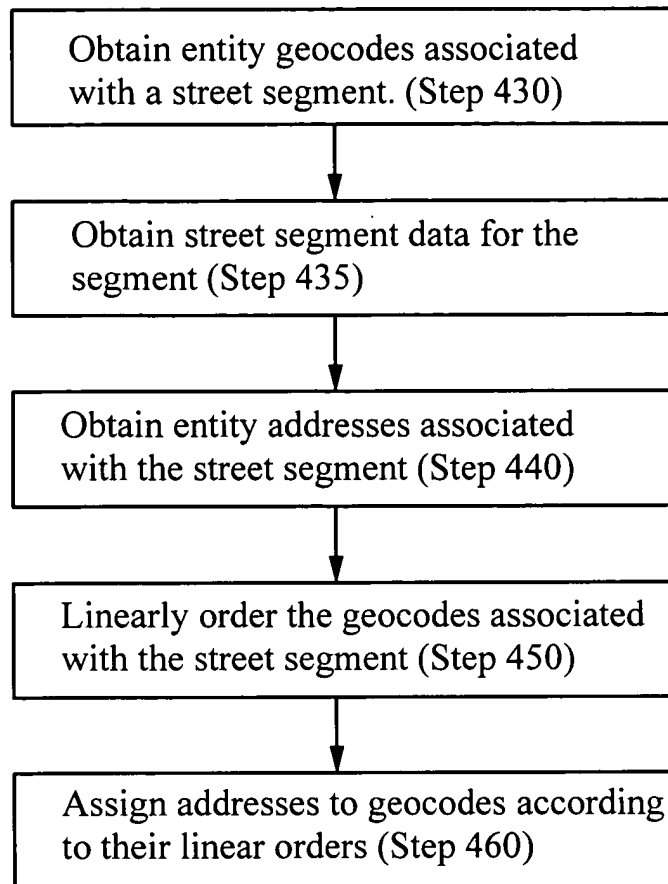 Obtain entity geocodes associated
with a street segment. (Step 430)
Obtain street segment data for the
segment (Step 435)
Obtain entity addresses associated
with the street segment (Step 440)
Linearly order the geocodes associated
with the street segment (Step 450)
Assign addresses to geocodes according
to their linear orders (Step 460)